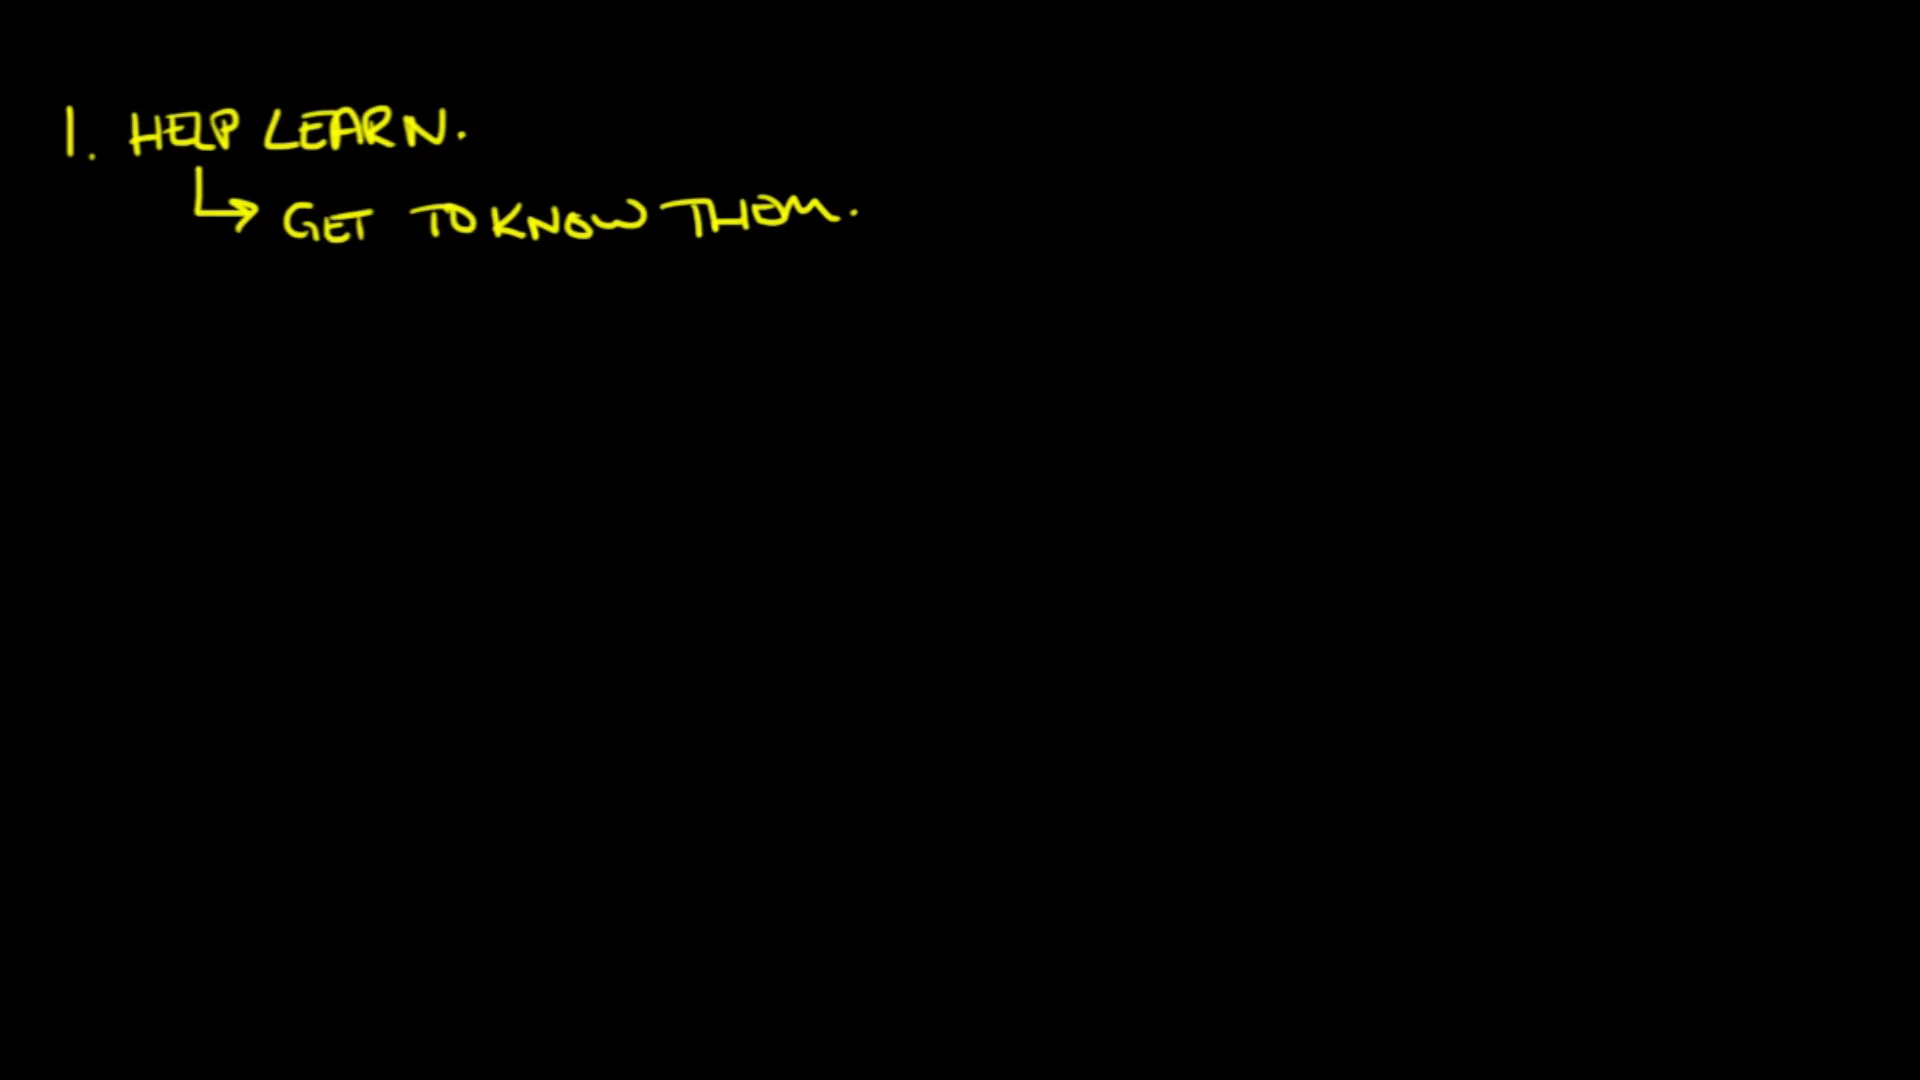 1. HELP LEARN.
↳ GET TO KNOW THEM.